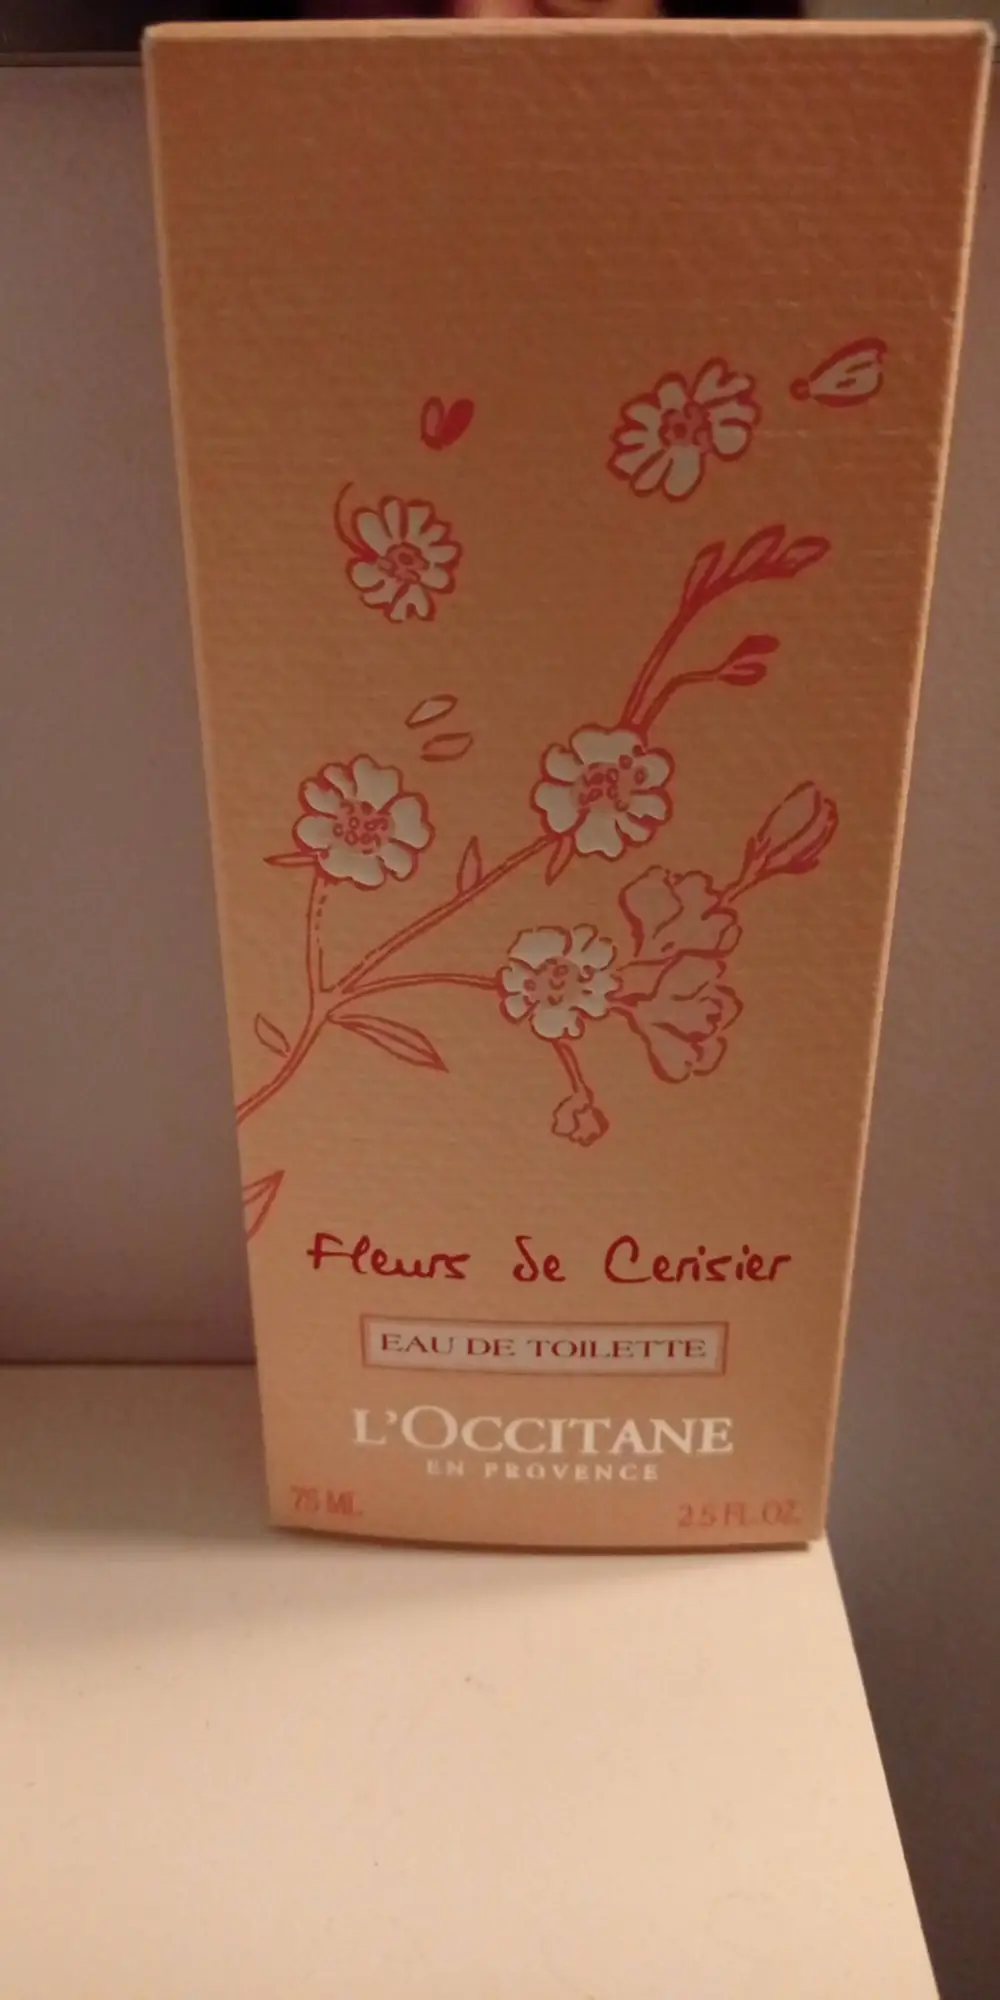 Fleurs de Cerisier
EAU DE TOILETTE
L'OCCITANE
EN PROVENCE
75 ML 2.5 FL. OZ.